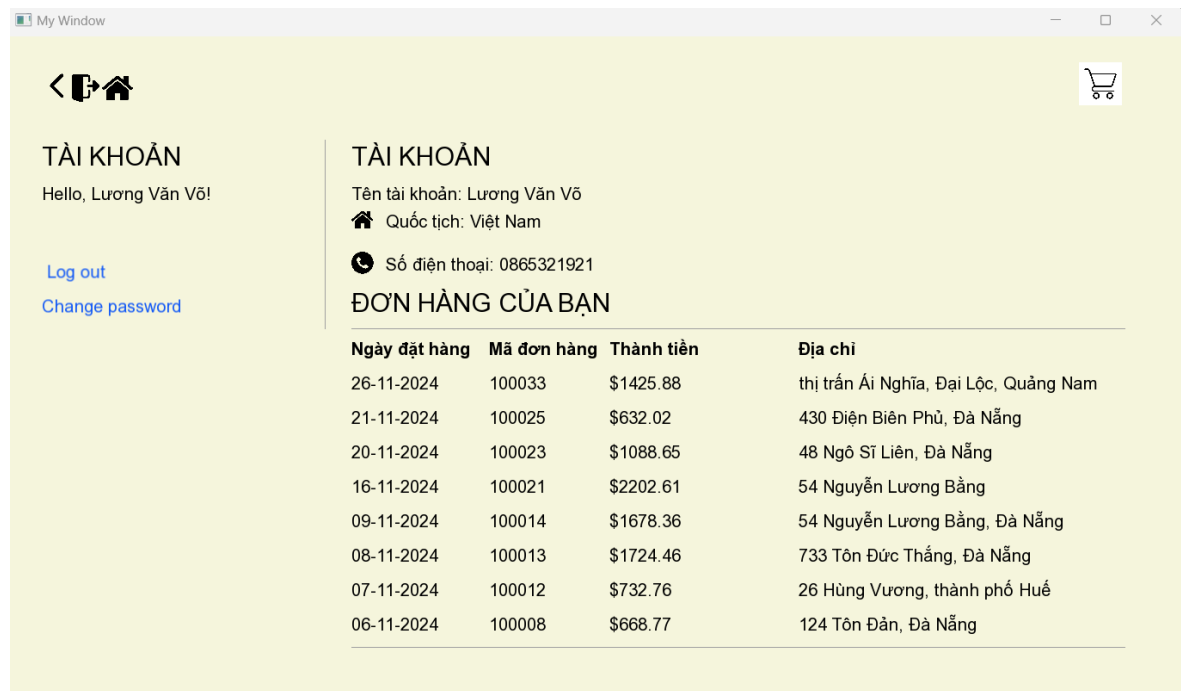 My Window
TÀI KHOẢN
Hello, Lương Văn Võ!
Log out
Change password
TÀI KHOẢN
Tên tài khoản: Lương Văn Võ
Quốc tịch: Việt Nam
Số điện thoại: 0865321921
ĐƠN HÀNG CỦA BẠN
Ngày đặt hàng Mã đơn hàng Thành tiền Địa chỉ
26-11-2024 100033 $1425.88 thị trấn Ái Nghĩa, Đại Lộc, Quảng Nam
21-11-2024 100025 $632.02 430 Điện Biên Phủ, Đà Nẵng
20-11-2024 100023 $1088.65 48 Ngô Sĩ Liên, Đà Nẵng
16-11-2024 100021 $2202.61 54 Nguyễn Lương Bằng
09-11-2024 100014 $1678.36 54 Nguyễn Lương Bằng, Đà Nẵng
08-11-2024 100013 $1724.46 733 Tôn Đức Thắng, Đà Nẵng
07-11-2024 100012 $732.76 26 Hùng Vương, thành phố Huế
06-11-2024 100008 $668.77 124 Tôn Đản, Đà Nẵng